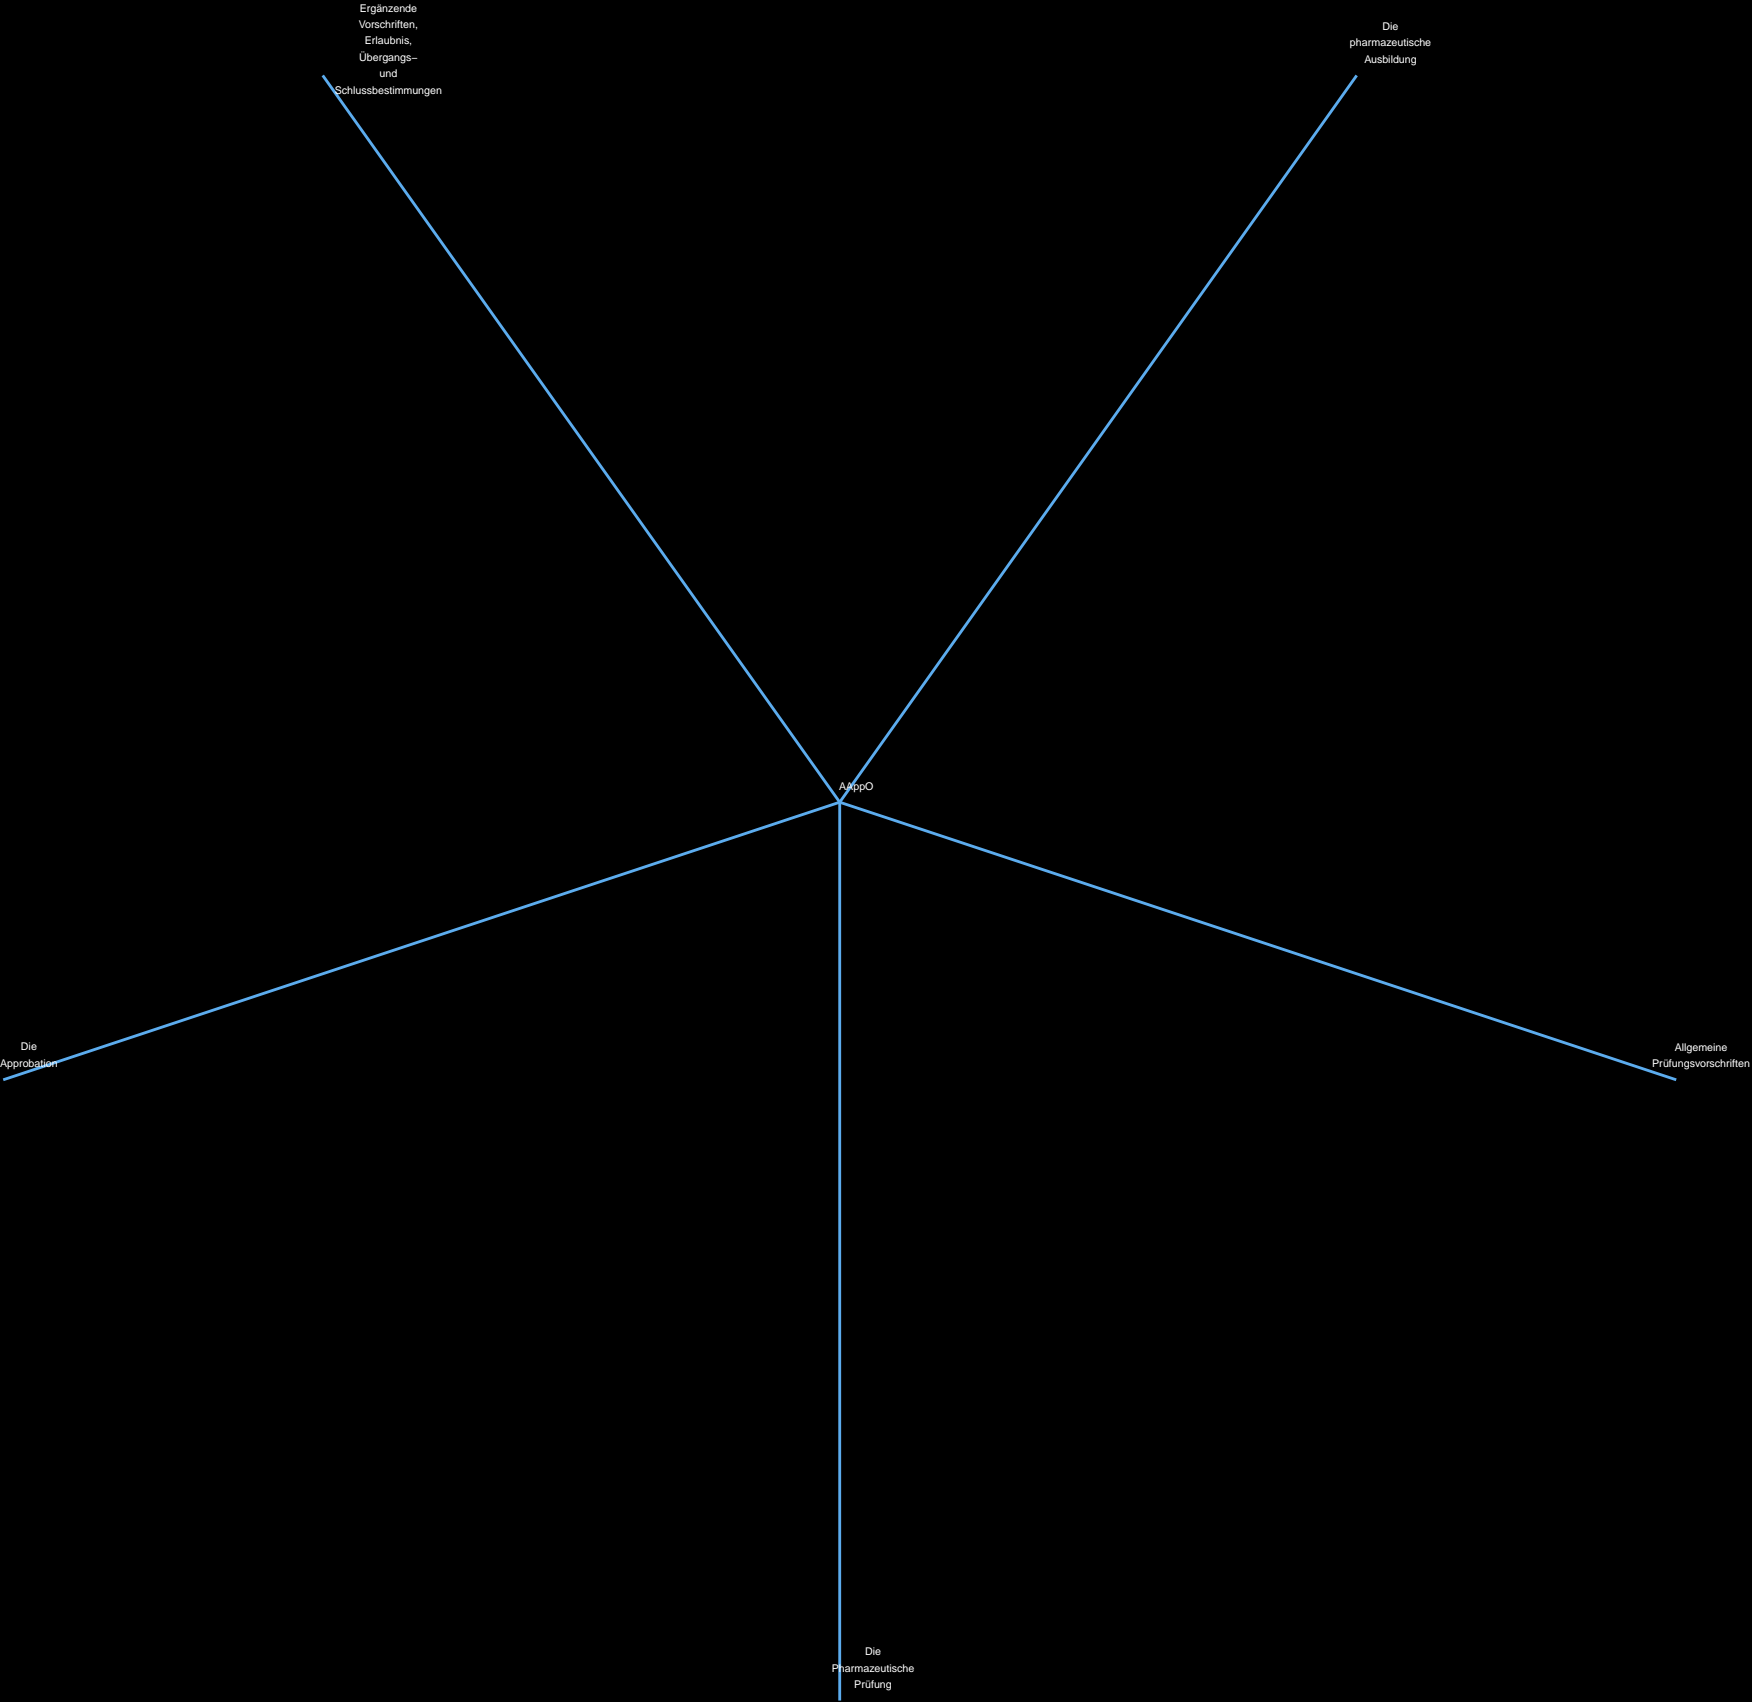 Ergänzende
Vorschriften,
Erlaubnis,
Übergangs–
und
Schlussbestimmungen
Die
pharmazeutische
Ausbildung
AAppO
Die
Approbation
Allgemeine
Prüfungsvorschriften
Die
Pharmazeutische
Prüfung